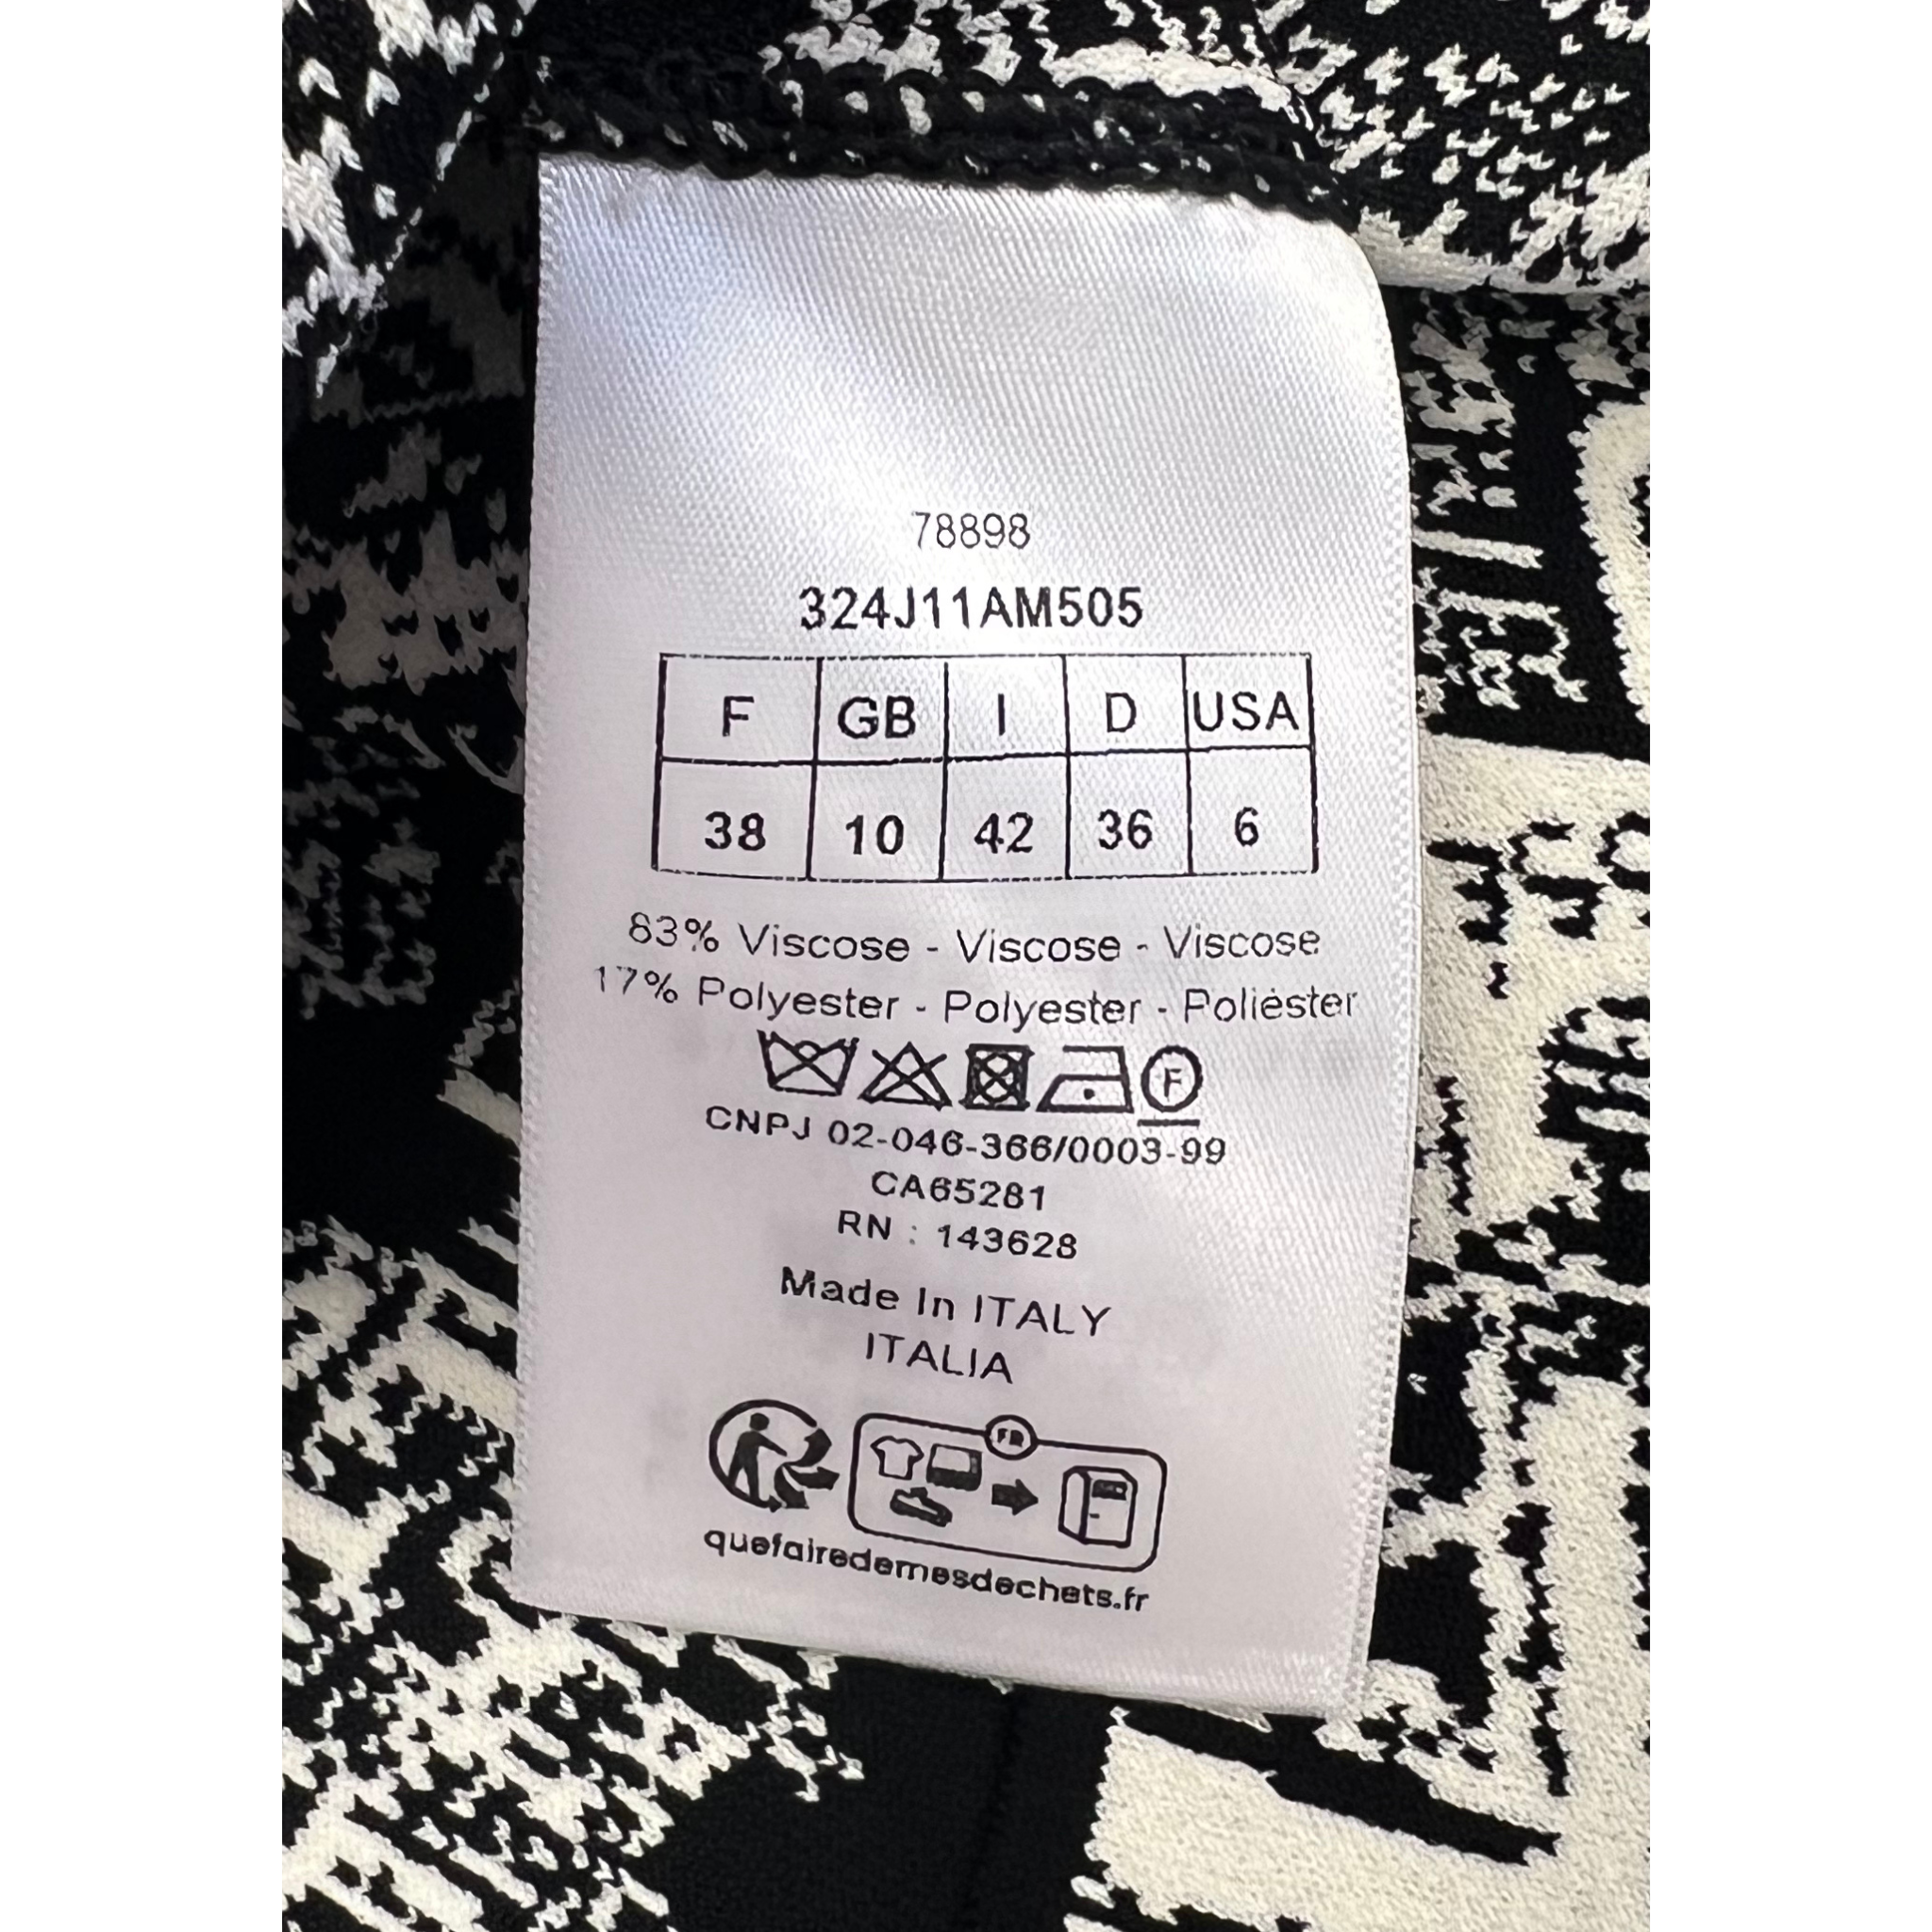 78898
324J11AM505
F GB I D USA
38 10 42 36 6
83% Viscose - Viscose - Viscose
17% Polyester - Polyester - Poliéster
F
CNPJ 02-046-366/0003-99
CA65281
RN : 143628
Made In ITALY
ITALIA
FR
quefairedemesdechets.fr